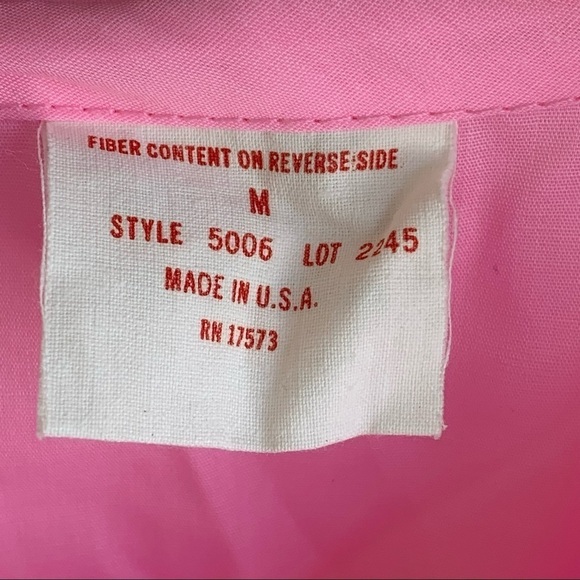 FIBER CONTENT ON REVERSE SIDE
M
STYLE 5006 LOT 2245
MADE IN U.S.A.
RN 17573